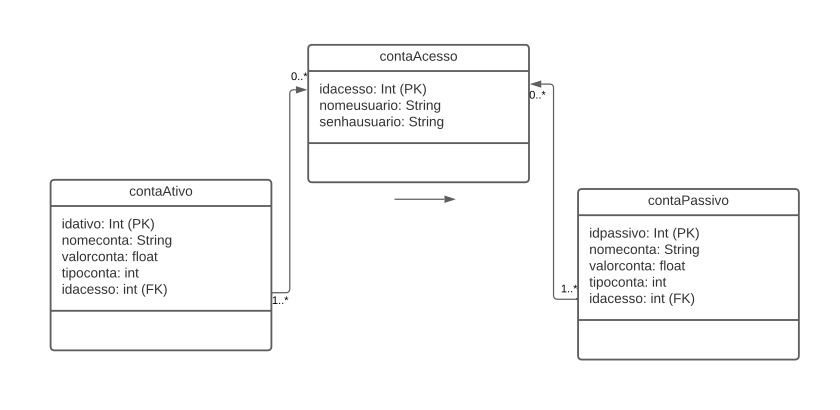 contaAcesso
0..*
idacesso: Int (PK)
nomeusuario: String
senhausuario: String
0..*
contaAtivo
idativo: Int (PK)
nomeconta: String
valorconta: float
tipoconta: int
idacesso: int (FK)
1..*
contaPassivo
idpassivo: Int (PK)
nomeconta: String
valorconta: float
tipoconta: int
idacesso: int (FK)
1..*